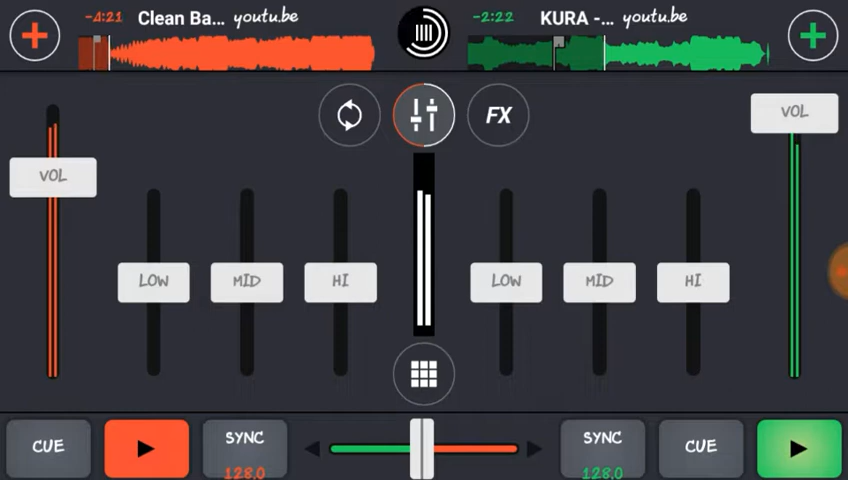 -4:21 Clean Ba... youtu.be
-2:22 KURA -... youtu.be
FX
VOL
VOL
LOW MID HI
LOW MID HI
CUE
SYNC
128.0
SYNC
128.0
CUE